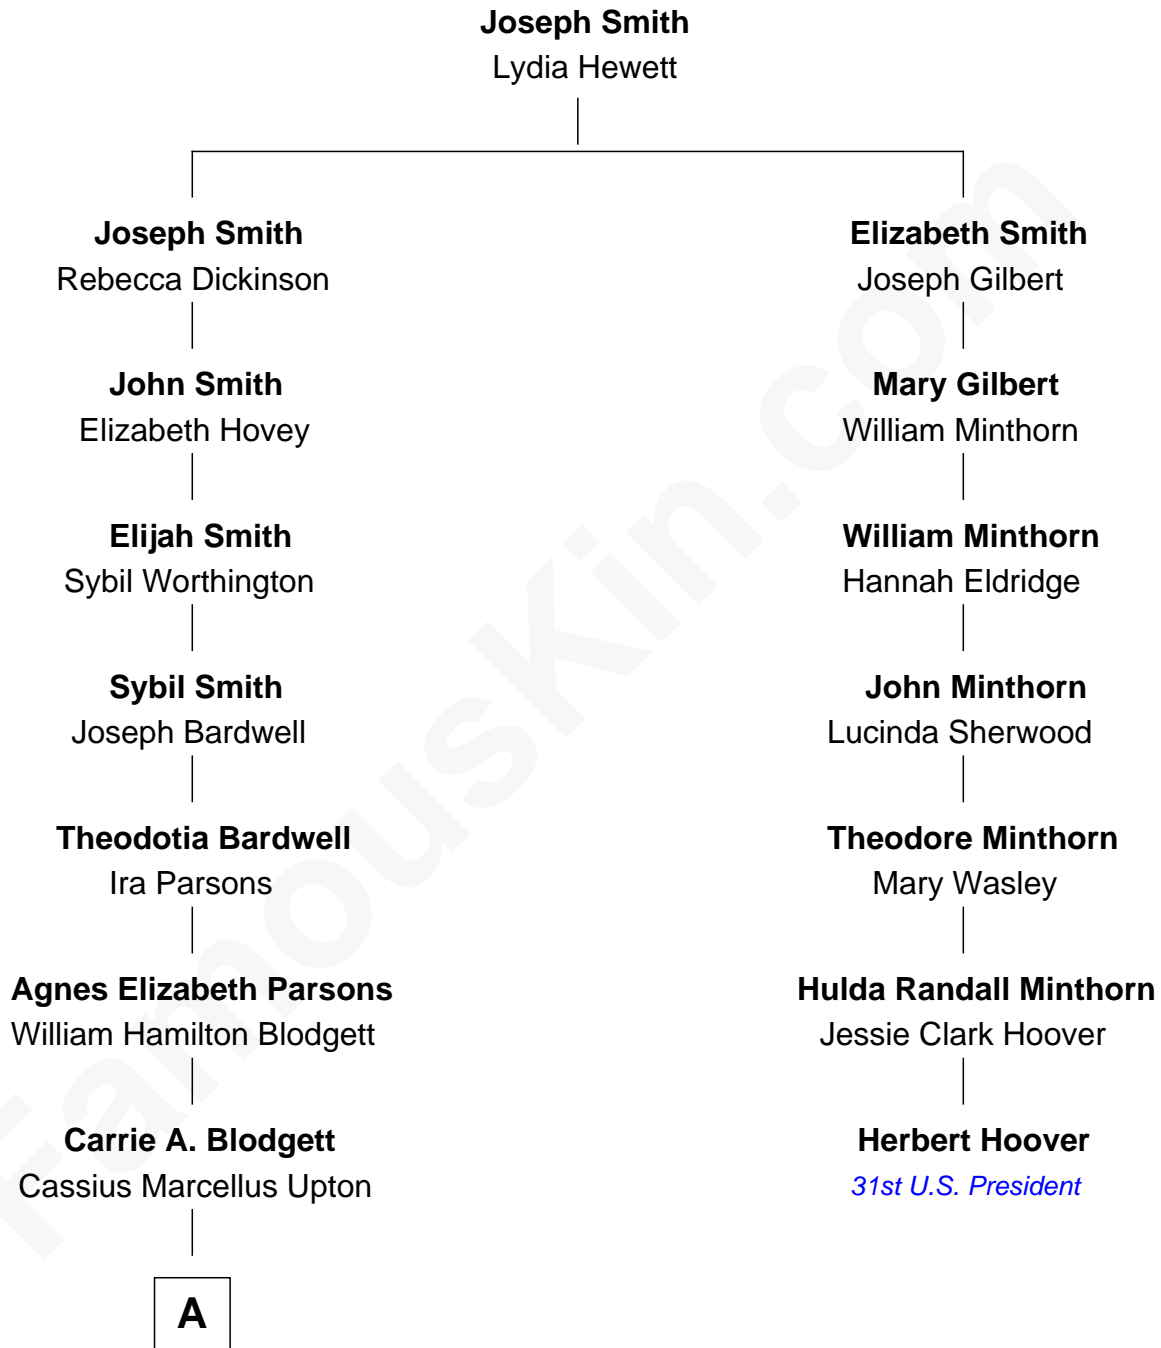 Joseph Smith
Lydia Hewett
Joseph Smith
Rebecca Dickinson
Elizabeth Smith
Joseph Gilbert
John Smith
Elizabeth Hovey
Mary Gilbert
William Minthorn
Elijah Smith
Sybil Worthington
William Minthorn
Hannah Eldridge
Sybil Smith
Joseph Bardwell
John Minthorn
Lucinda Sherwood
Theodotia Bardwell
Ira Parsons
Theodore Minthorn
Mary Wasley
Agnes Elizabeth Parsons
William Hamilton Blodgett
Hulda Randall Minthorn
Jessie Clark Hoover
Carrie A. Blodgett
Cassius Marcellus Upton
Herbert Hoover
31st U.S. President
A
FamousKin.com